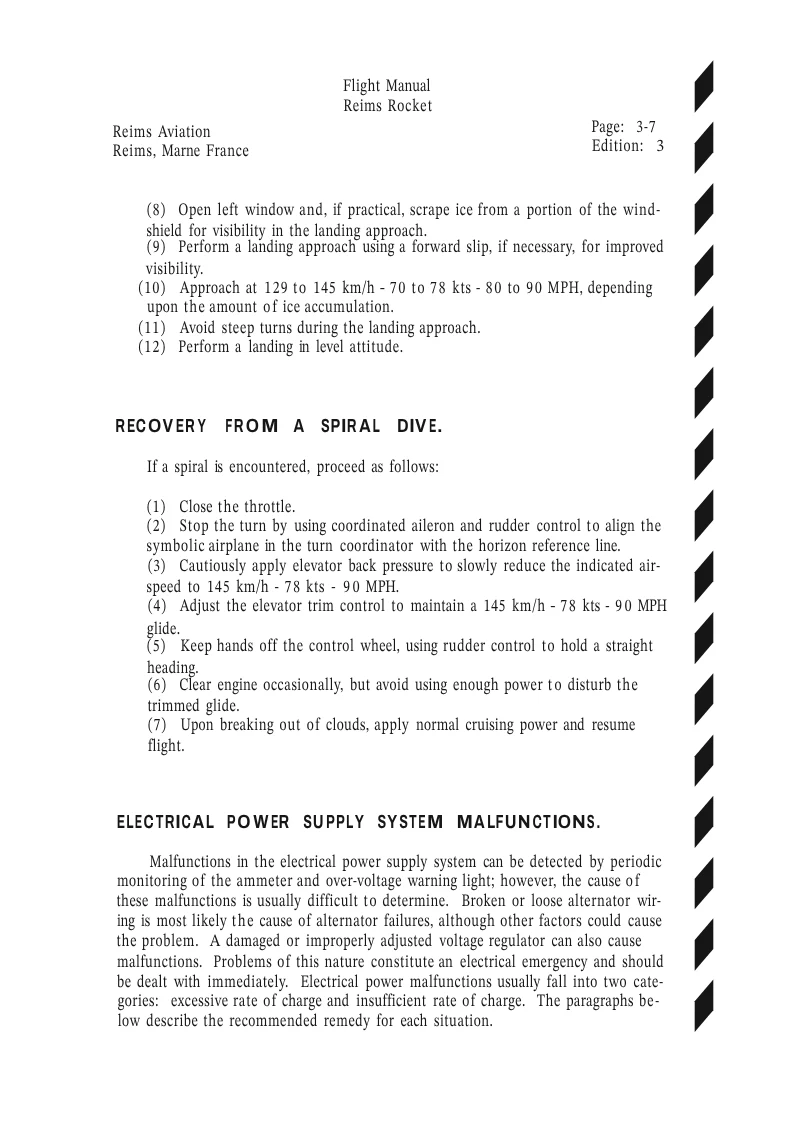 Flight Manual
Reims Rocket
Reims Aviation
Reims, Marne France
Page: 3-7
Edition: 3
(8) Open left window and, if practical, scrape ice from a portion of the wind-
shield for visibility in the landing approach.
(9) Perform a landing approach using a forward slip, if necessary, for improved
visibility.
(10) Approach at 129 to 145 km/h - 70 to 78 kts - 80 to 90 MPH, depending
upon the amount of ice accumulation.
(11) Avoid steep turns during the landing approach.
(12) Perform a landing in level attitude.
RECOVERY FROM A SPIRAL DIVE.
If a spiral is encountered, proceed as follows:
(1) Close the throttle.
(2) Stop the turn by using coordinated aileron and rudder control to align the
symbolic airplane in the turn coordinator with the horizon reference line.
(3) Cautiously apply elevator back pressure to slowly reduce the indicated air-
speed to 145 km/h - 78 kts - 90 MPH.
(4) Adjust the elevator trim control to maintain a 145 km/h - 78 kts - 90 MPH
glide.
(5) Keep hands off the control wheel, using rudder control to hold a straight
heading.
(6) Clear engine occasionally, but avoid using enough power to disturb the
trimmed glide.
(7) Upon breaking out of clouds, apply normal cruising power and resume
flight.
ELECTRICAL POWER SUPPLY SYSTEM MALFUNCTIONS.
Malfunctions in the electrical power supply system can be detected by periodic
monitoring of the ammeter and over-voltage warning light; however, the cause of
these malfunctions is usually difficult to determine. Broken or loose alternator wir-
ing is most likely the cause of alternator failures, although other factors could cause
the problem. A damaged or improperly adjusted voltage regulator can also cause
malfunctions. Problems of this nature constitute an electrical emergency and should
be dealt with immediately. Electrical power malfunctions usually fall into two cate-
gories: excessive rate of charge and insufficient rate of charge. The paragraphs be-
low describe the recommended remedy for each situation.